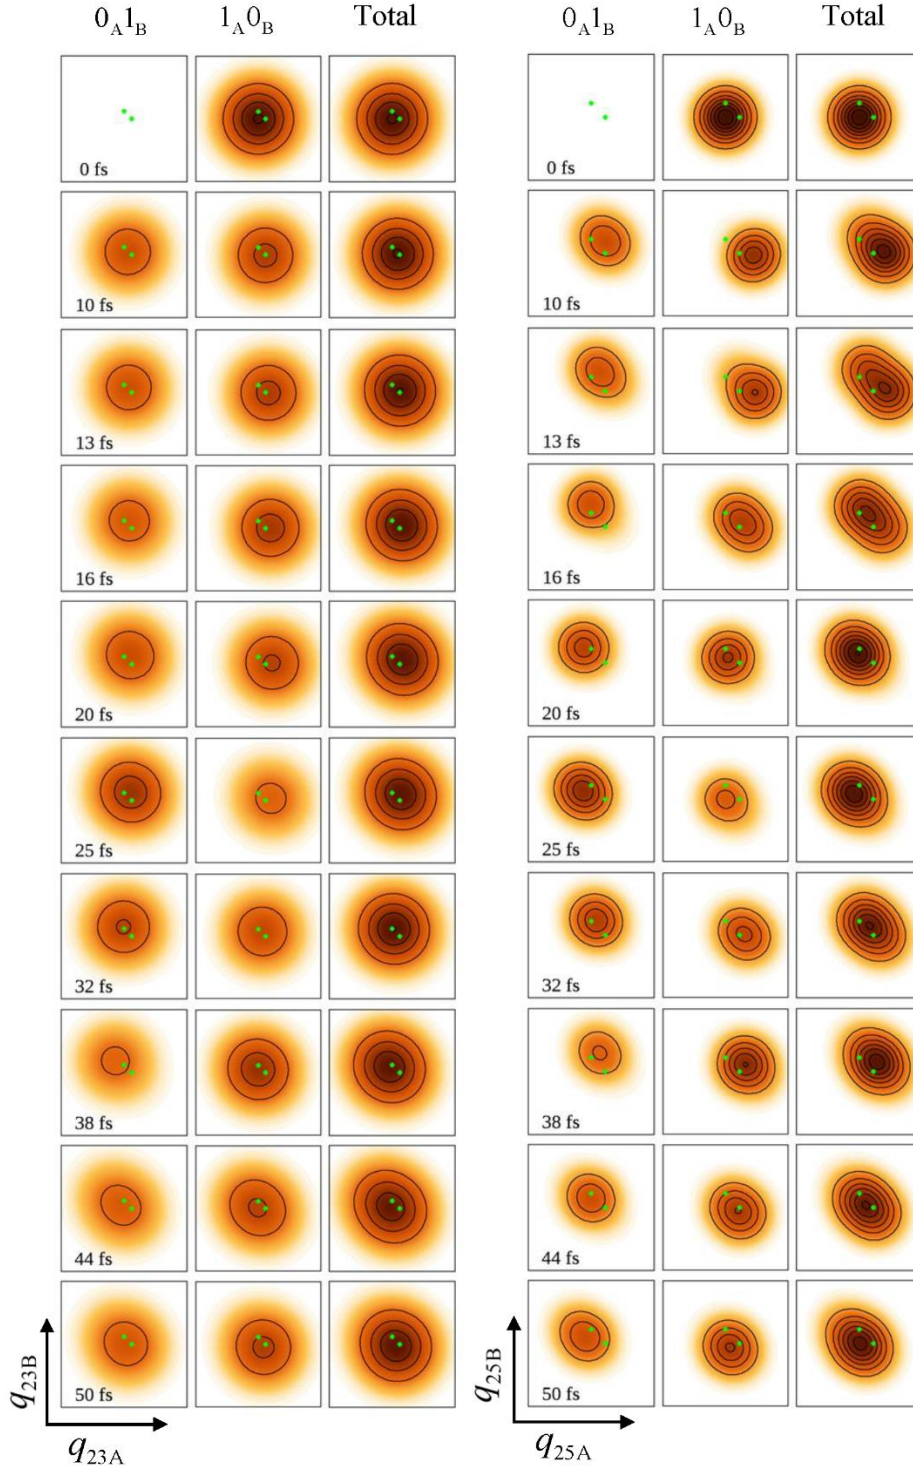 0A1B 1A0B Total 0A1B 1A0B Total
0 fs 0 fs
10 fs 10 fs
13 fs 13 fs
16 fs 16 fs
20 fs 20 fs
25 fs 25 fs
32 fs 32 fs
38 fs 38 fs
44 fs 44 fs
50 fs 50 fs
q23B q25B
q23A q25A